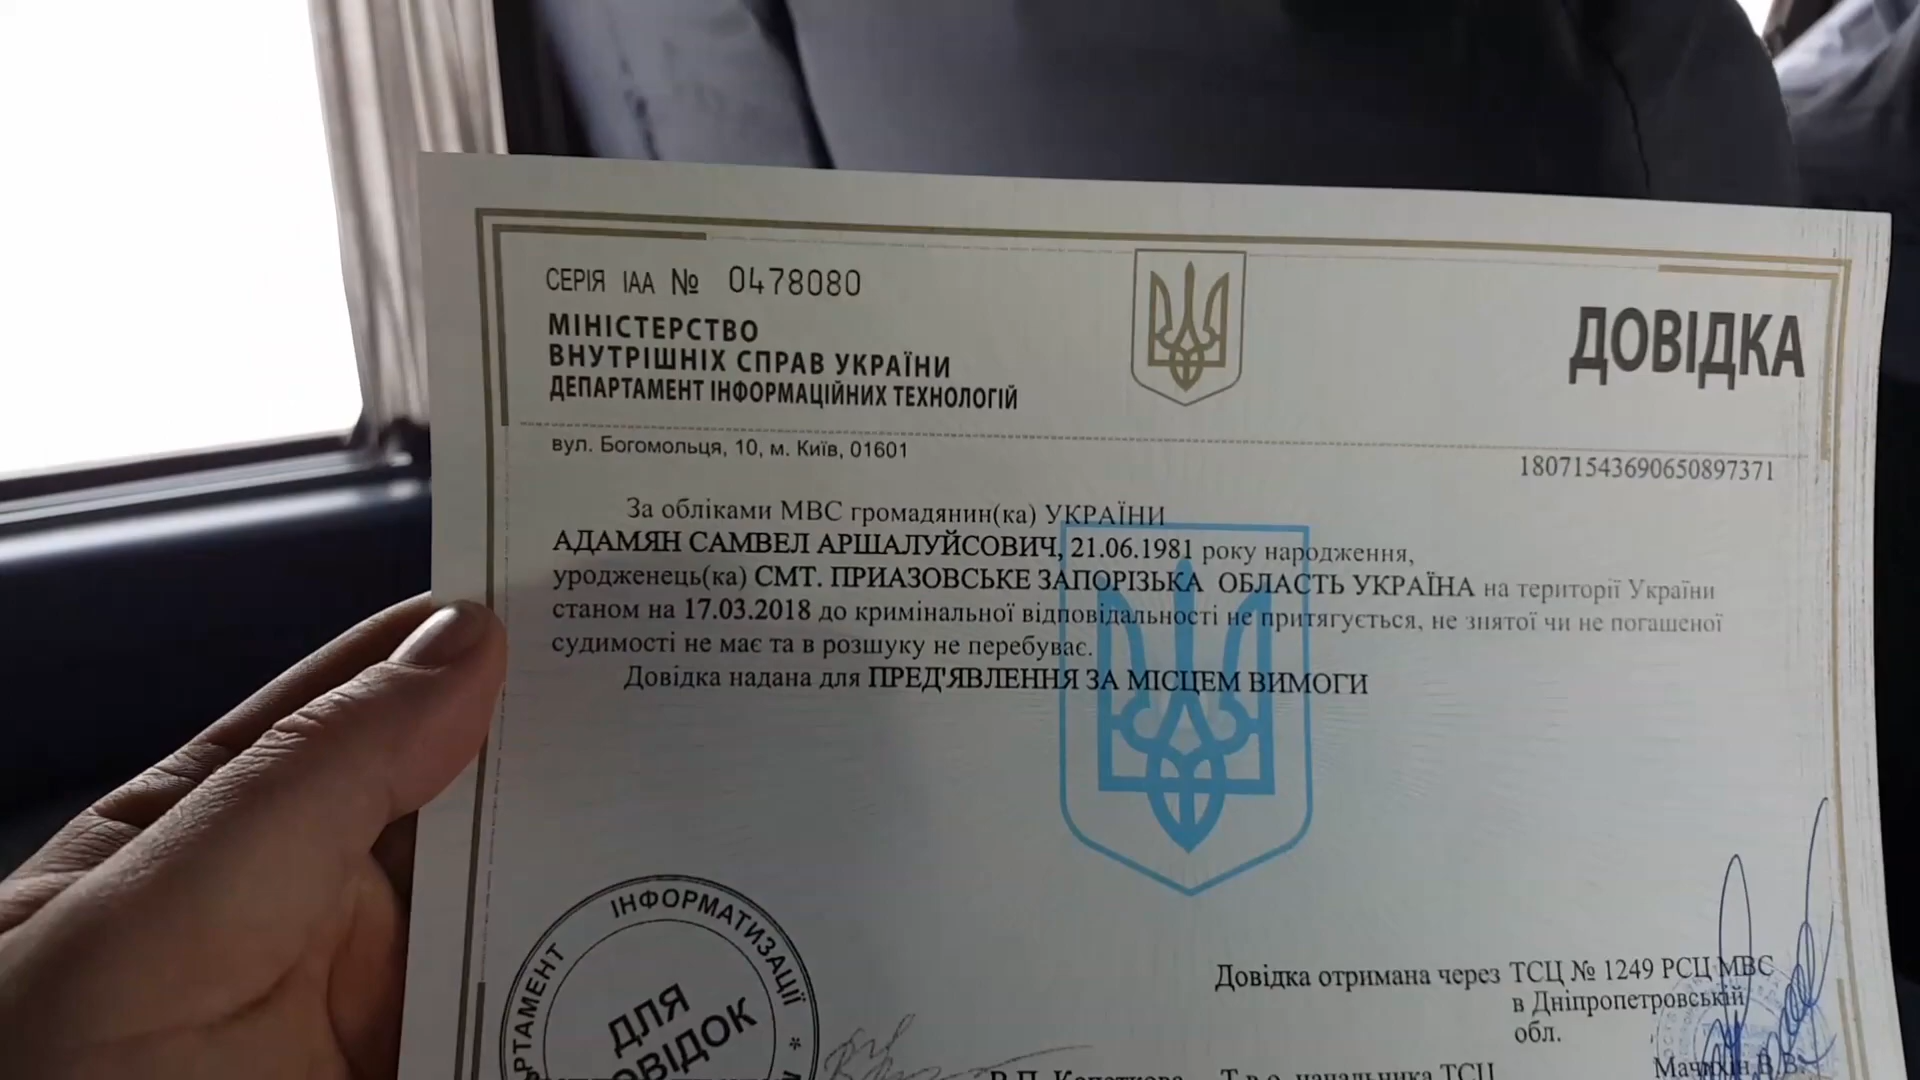 СЕРІЯ ІАА № 0478080
МІНІСТЕРСТВО
ВНУТРІШНІХ СПРАВ УКРАЇНИ
ДЕПАРТАМЕНТ ІНФОРМАЦІЙНИХ ТЕХНОЛОГІЙ
ДОВІДКА
вул. Богомольця, 10, м. Київ, 01601
18071543690650897371
За обліками МВС громадянин(ка) УКРАЇНИ
АДАМЯН САМВЕЛ АРШАЛУЙСОВИЧ, 21.06.1981 року народження,
уродженець(ка) СМТ. ПРИАЗОВСЬКЕ ЗАПОРІЗЬКА ОБЛАСТЬ УКРАЇНА на території України
станом на 17.03.2018 до кримінальної відповідальності не притягується, не знятої чи не погашеної
судимості не має та в розшуку не перебуває.
Довідка надана для ПРЕД'ЯВЛЕННЯ ЗА МІСЦЕМ ВИМОГИ
ІНФОРМАТИЗАЦІЇ *
ДЛЯ
Довідка отримана через ТСЦ № 1249 РСЦ МВС
в Дніпропетровській
обл.
Т.в.о. начальника ТСЦ